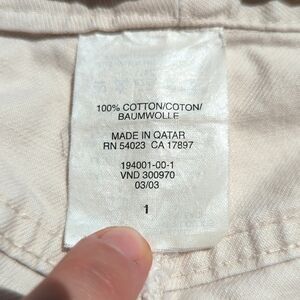 100% COTTON/COTON/
BAUMWOLLE
MADE IN QATAR
RN 54023 CA 17897
194001-00-1
VND 300970
03/03
1